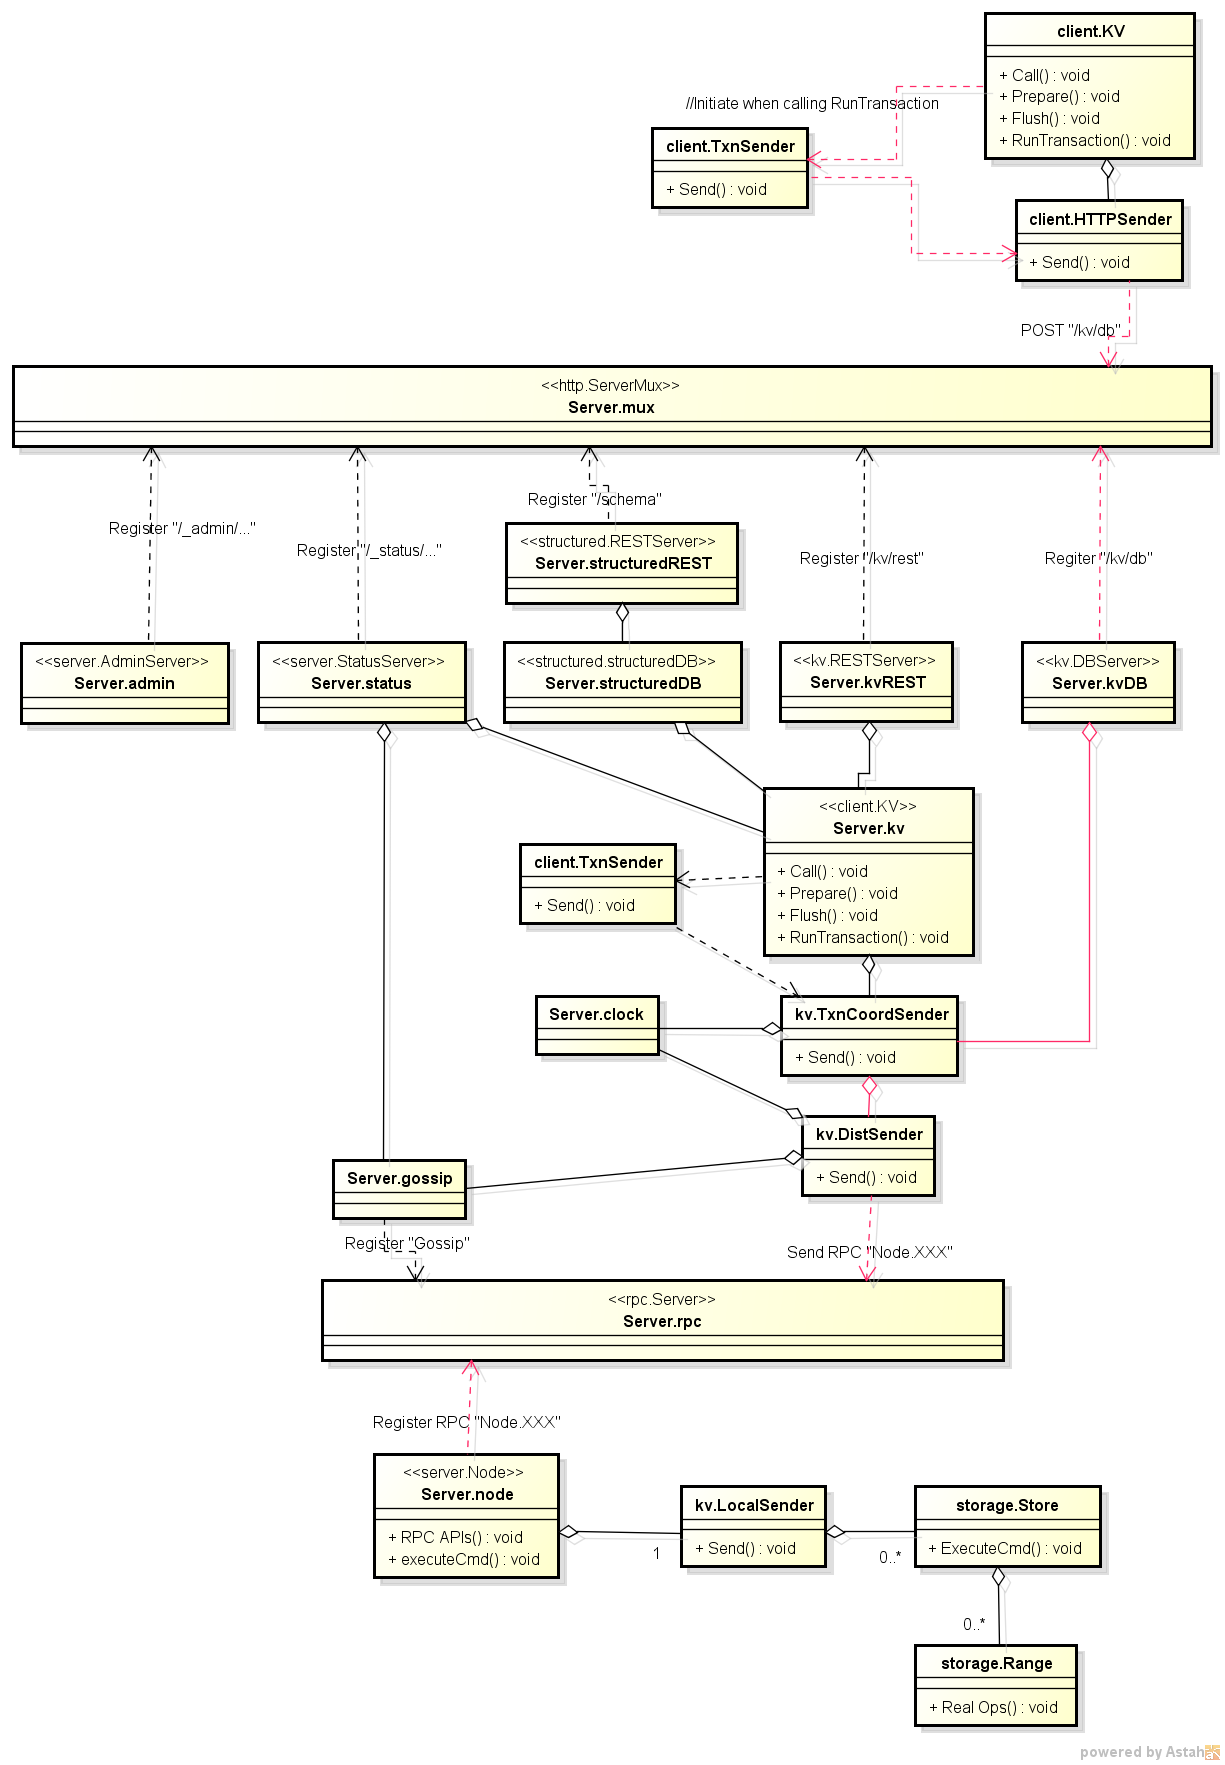 client.KV
+ Call() : void
+ Prepare() : void
+ Flush() : void
+ RunTransaction() : void
//Initiate when calling RunTransaction
client.TxnSender
+ Send() : void
client.HTTPSender
+ Send() : void
POST "/kv/db"
<<http.ServerMux>>
Server.mux
Register "/schema"
Register "/_admin/..."
Register "/_status/..."
Register "/kv/rest"
Regiter "/kv/db"
<<structured.RESTServer>>
Server.structuredREST
<<server.AdminServer>>
Server.admin
<<server.StatusServer>>
Server.status
<<structured.structuredDB>>
Server.structuredDB
<<kv.RESTServer>>
Server.kvREST
<<kv.DBServer>>
Server.kvDB
<<client.KV>>
Server.kv
+ Call() : void
+ Prepare() : void
+ Flush() : void
+ RunTransaction() : void
client.TxnSender
+ Send() : void
Server.clock
kv.TxnCoordSender
+ Send() : void
kv.DistSender
+ Send() : void
Server.gossip
Register "Gossip"
Send RPC "Node.XXX"
<<rpc.Server>>
Server.rpc
Register RPC "Node.XXX"
<<server.Node>>
Server.node
+ RPC APIs() : void
+ executeCmd() : void
1
kv.LocalSender
+ Send() : void
0..*
storage.Store
+ ExecuteCmd() : void
0..*
storage.Range
+ Real Ops() : void
powered by Astah